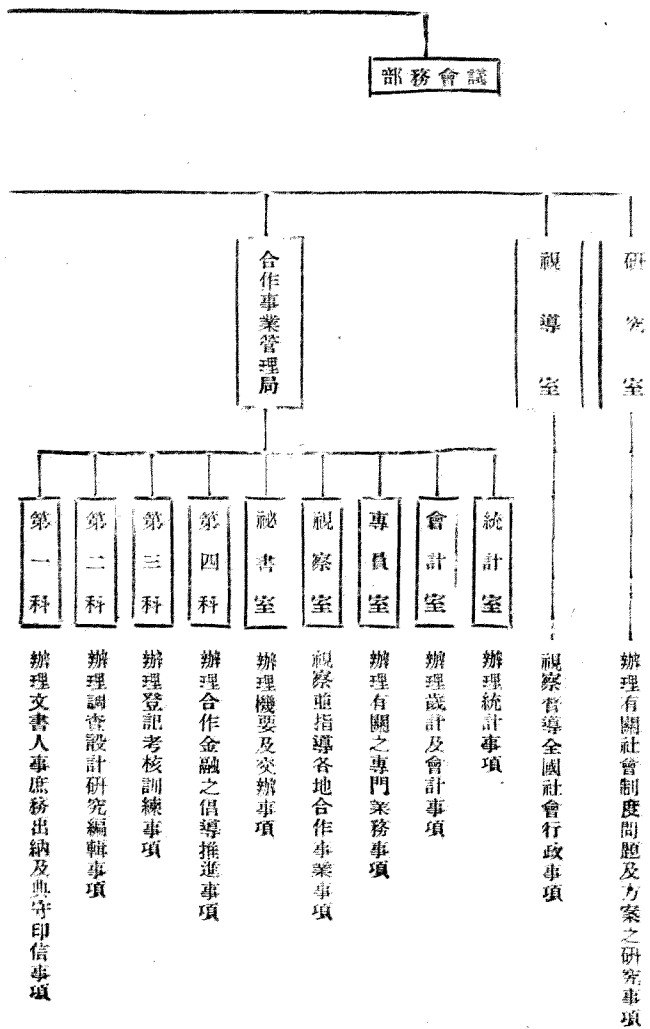 部務會議
研究室
視導室
合作事業管理局
統計室
會計室
專員室
視察室
祕書室
第四科
第三科
第二科
第一科
辦理有關社會制度問題及方案之研究事項
視察督導全國社會行政事項
辦理統計事項
辦理歲計及會計事項
辦理有關之專門業務事項
視察並指導各地合作事業事項
辦理機要及交辦事項
辦理合作金融之倡導推進事項
辦理登記考核訓練事項
辦理調查設計研究編輯事項
辦理文書人事庶務出納及典守印信事項